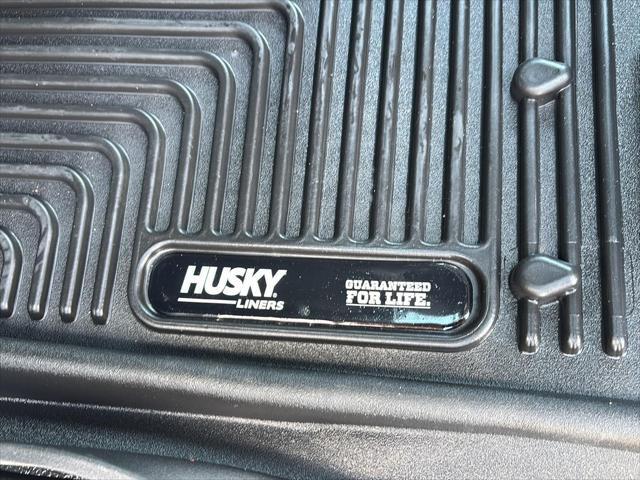 HUSKY®
LINERS
GUARANTEED
FOR LIFE.